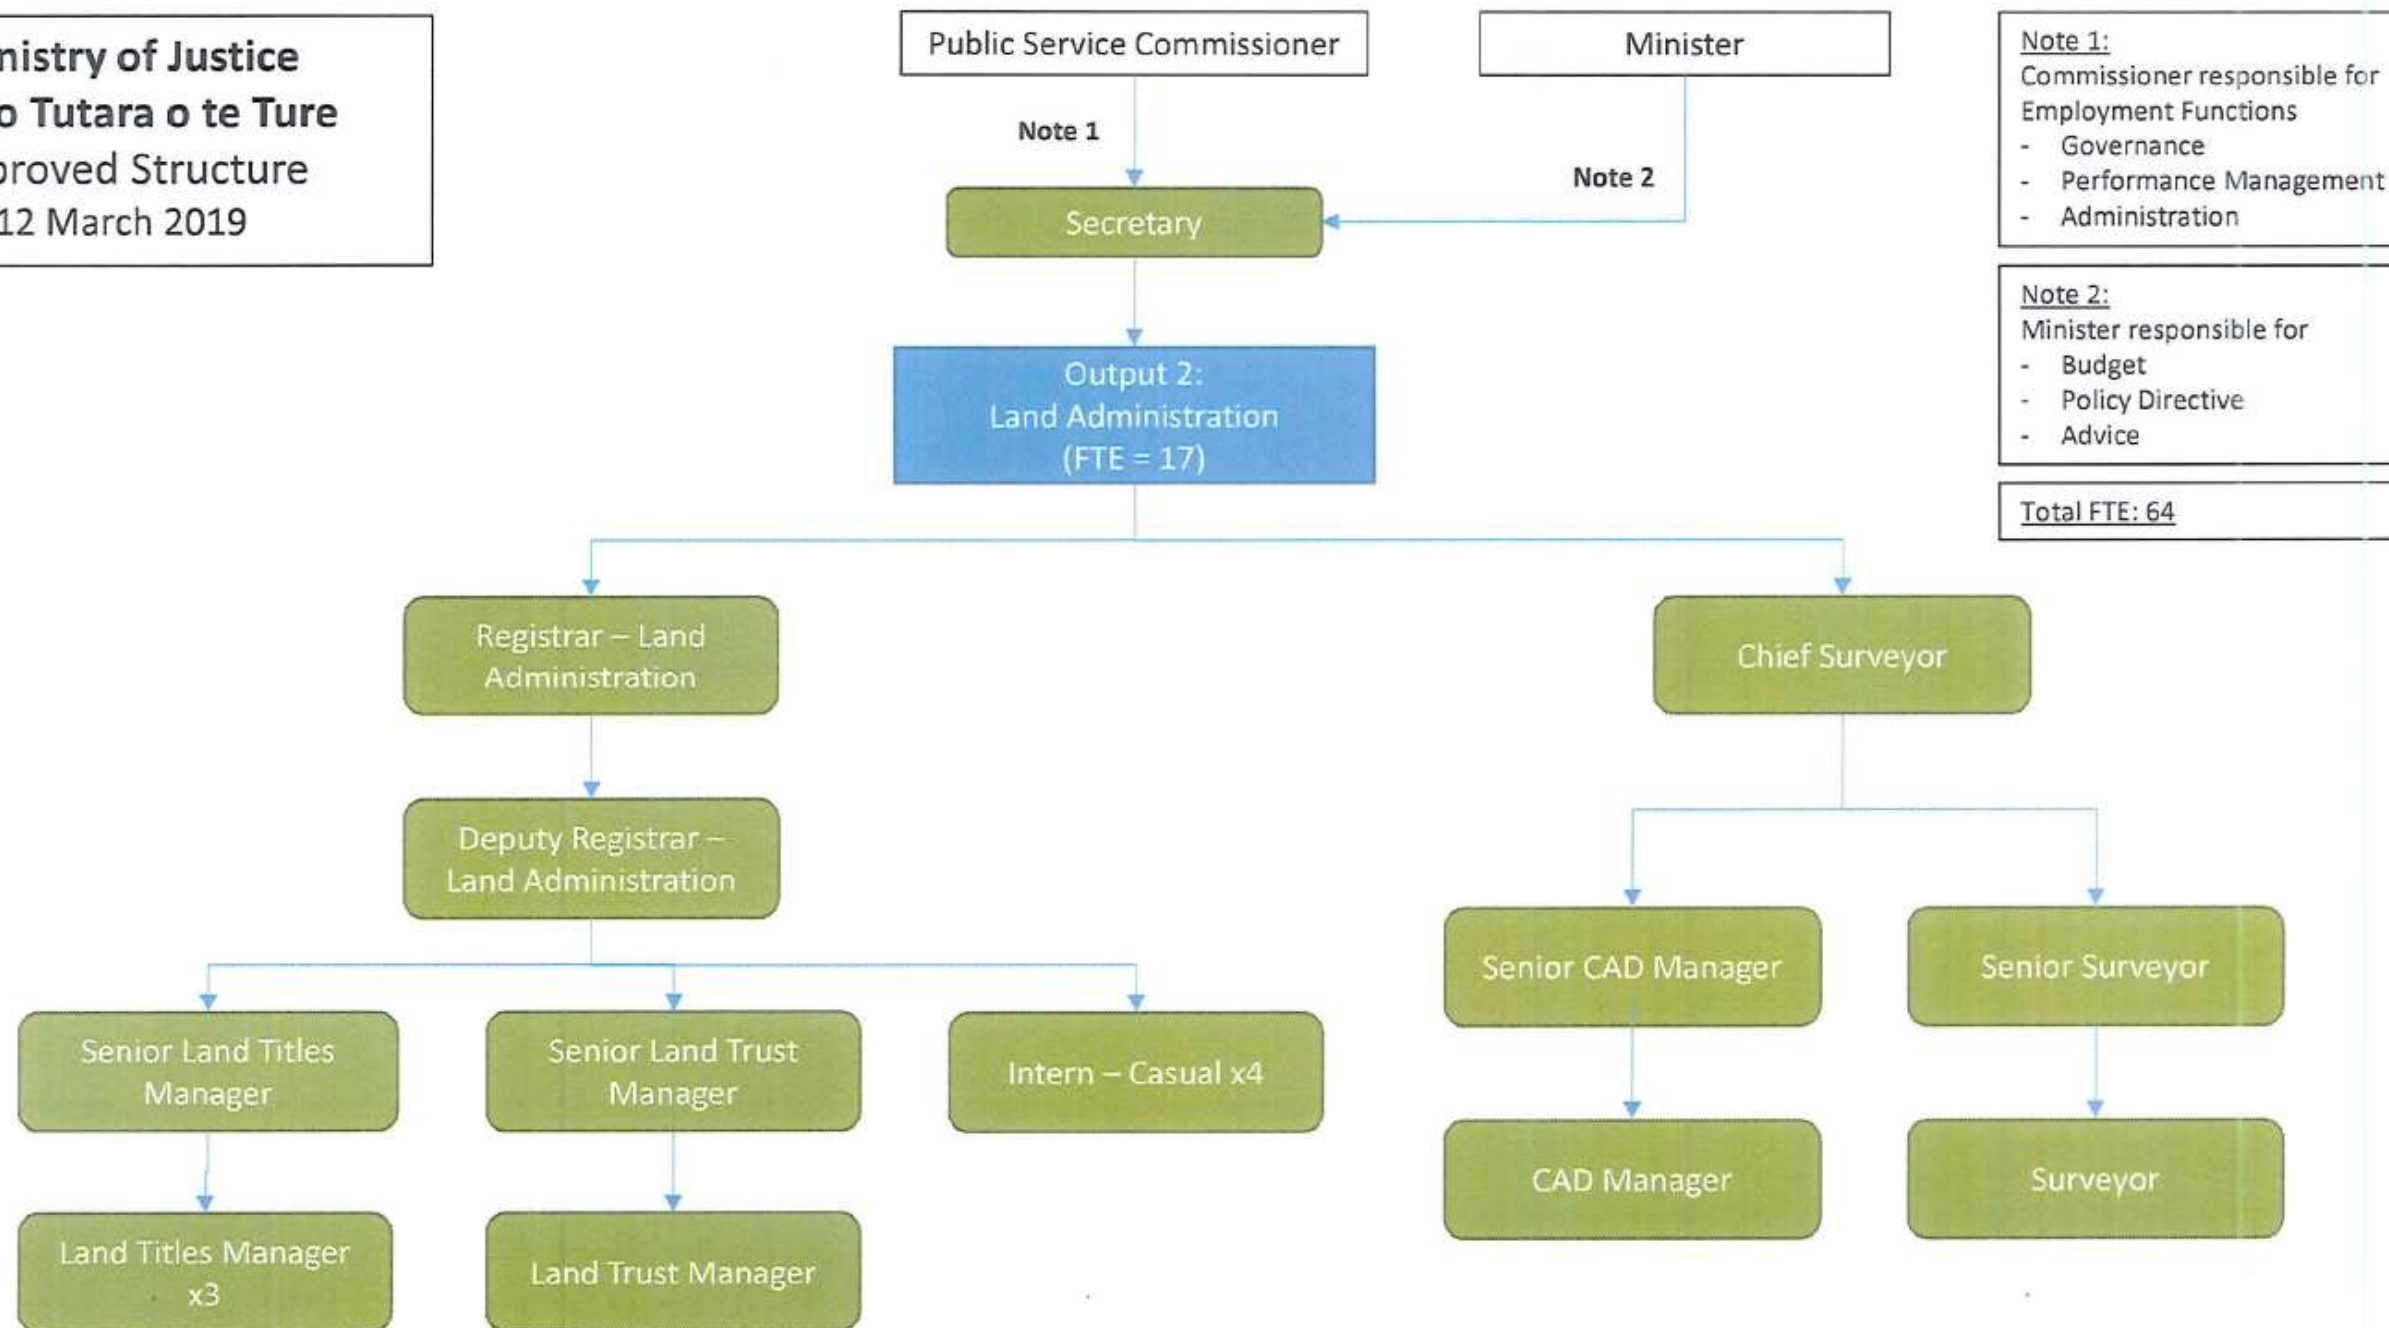 nistry of Justice
o Tutara o te Ture
proved Structure
12 March 2019
Public Service Commissioner
Minister
Note 1
Note 2
Secretary
Output 2:
Land Administration
(FTE = 17)
Note 1:
Commissioner responsible for
Employment Functions
- Governance
- Performance Management
- Administration
Note 2:
Minister responsible for
- Budget
- Policy Directive
- Advice
Total FTE: 64
Registrar – Land
Administration
Chief Surveyor
Deputy Registrar –
Land Administration
Senior CAD Manager
Senior Surveyor
Senior Land Titles
Manager
Senior Land Trust
Manager
Intern – Casual x4
CAD Manager
Surveyor
Land Titles Manager
x3
Land Trust Manager